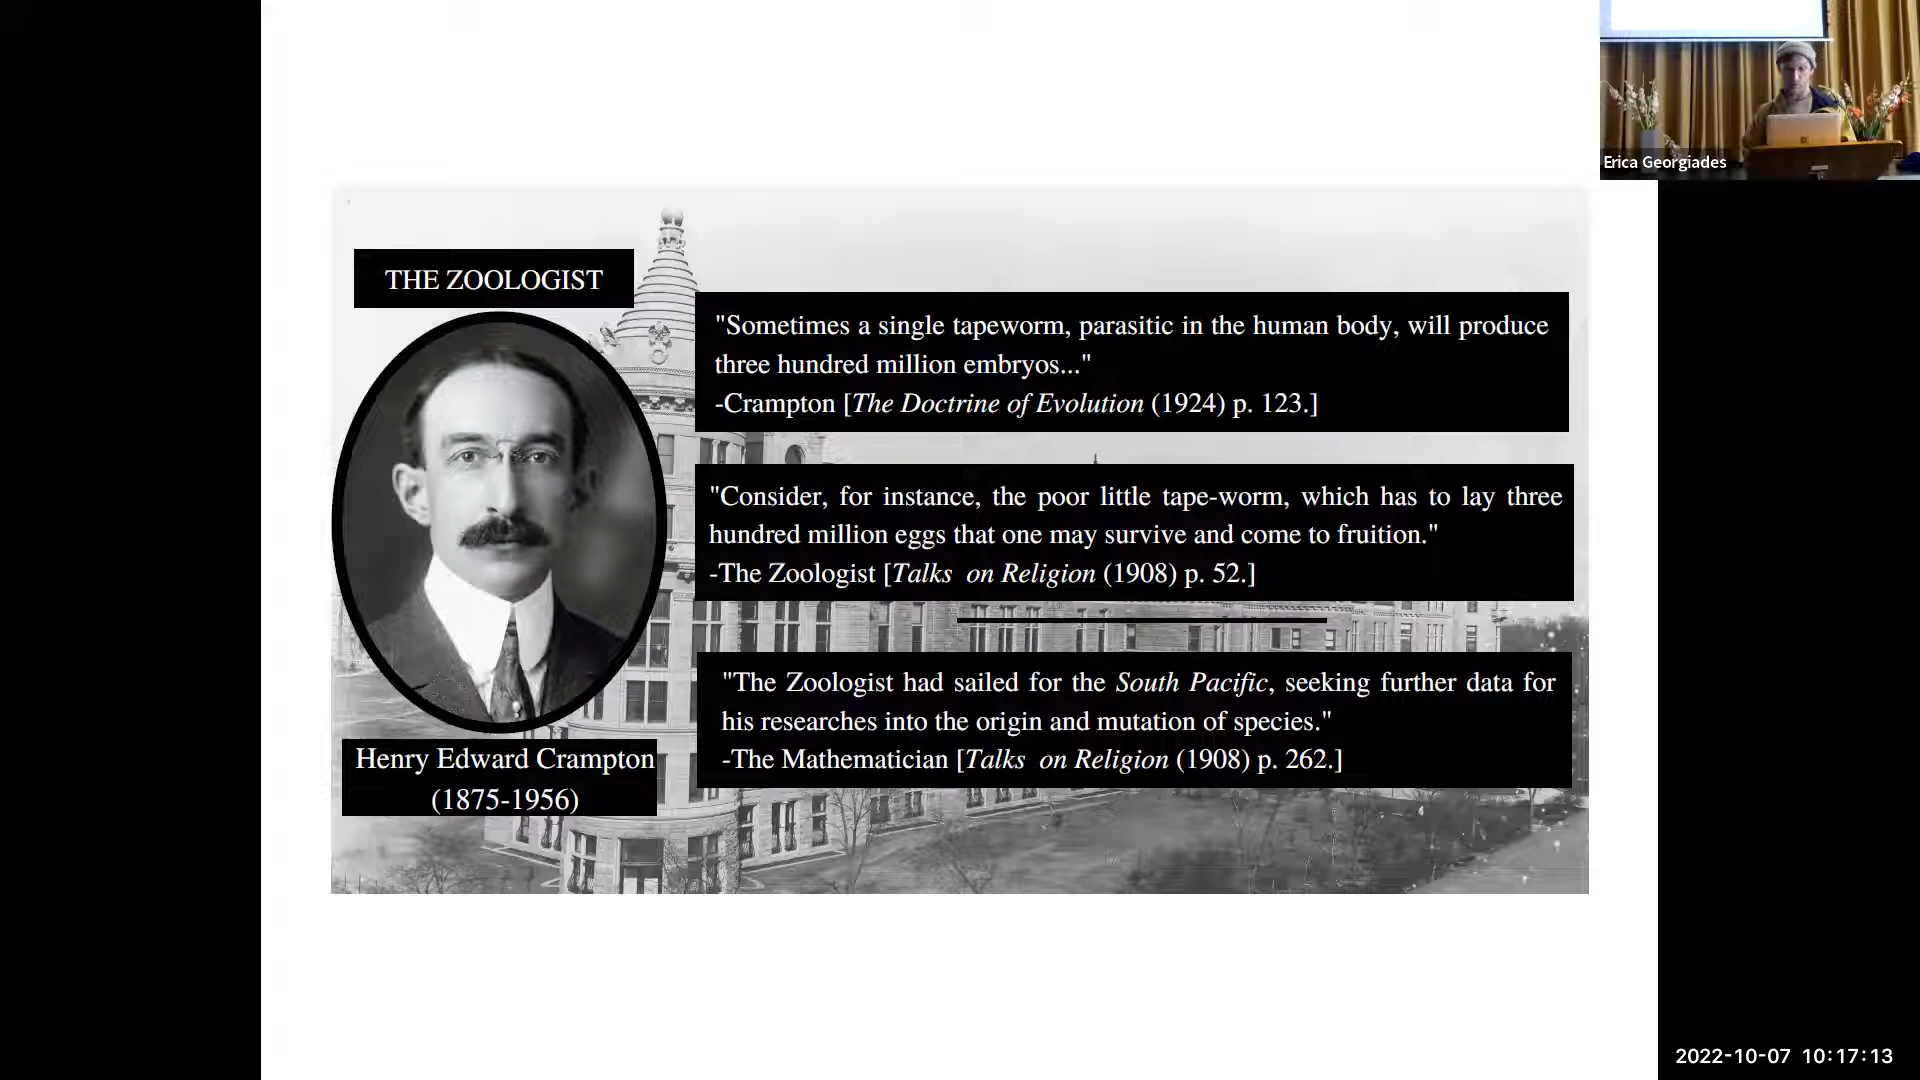 Erica Georgiades
THE ZOOLOGIST
"Sometimes a single tapeworm, parasitic in the human body, will produce
three hundred million embryos..."
-Crampton [The Doctrine of Evolution (1924) p. 123.]
"Consider, for instance, the poor little tape-worm, which has to lay three
hundred million eggs that one may survive and come to fruition."
-The Zoologist [Talks on Religion (1908) p. 52.]
"The Zoologist had sailed for the South Pacific, seeking further data for
his researches into the origin and mutation of species."
-The Mathematician [Talks on Religion (1908) p. 262.]
Henry Edward Crampton
(1875-1956)
2022-10-07 10:17:13